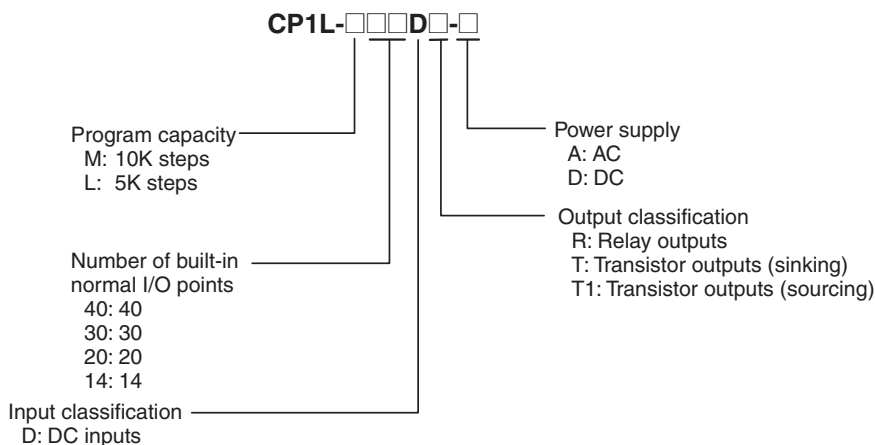 CP1L-□□□D□-□
Program capacity
M: 10K steps
L: 5K steps
Number of built-in
normal I/O points
40: 40
30: 30
20: 20
14: 14
Input classification
D: DC inputs
Power supply
A: AC
D: DC
Output classification
R: Relay outputs
T: Transistor outputs (sinking)
T1: Transistor outputs (sourcing)